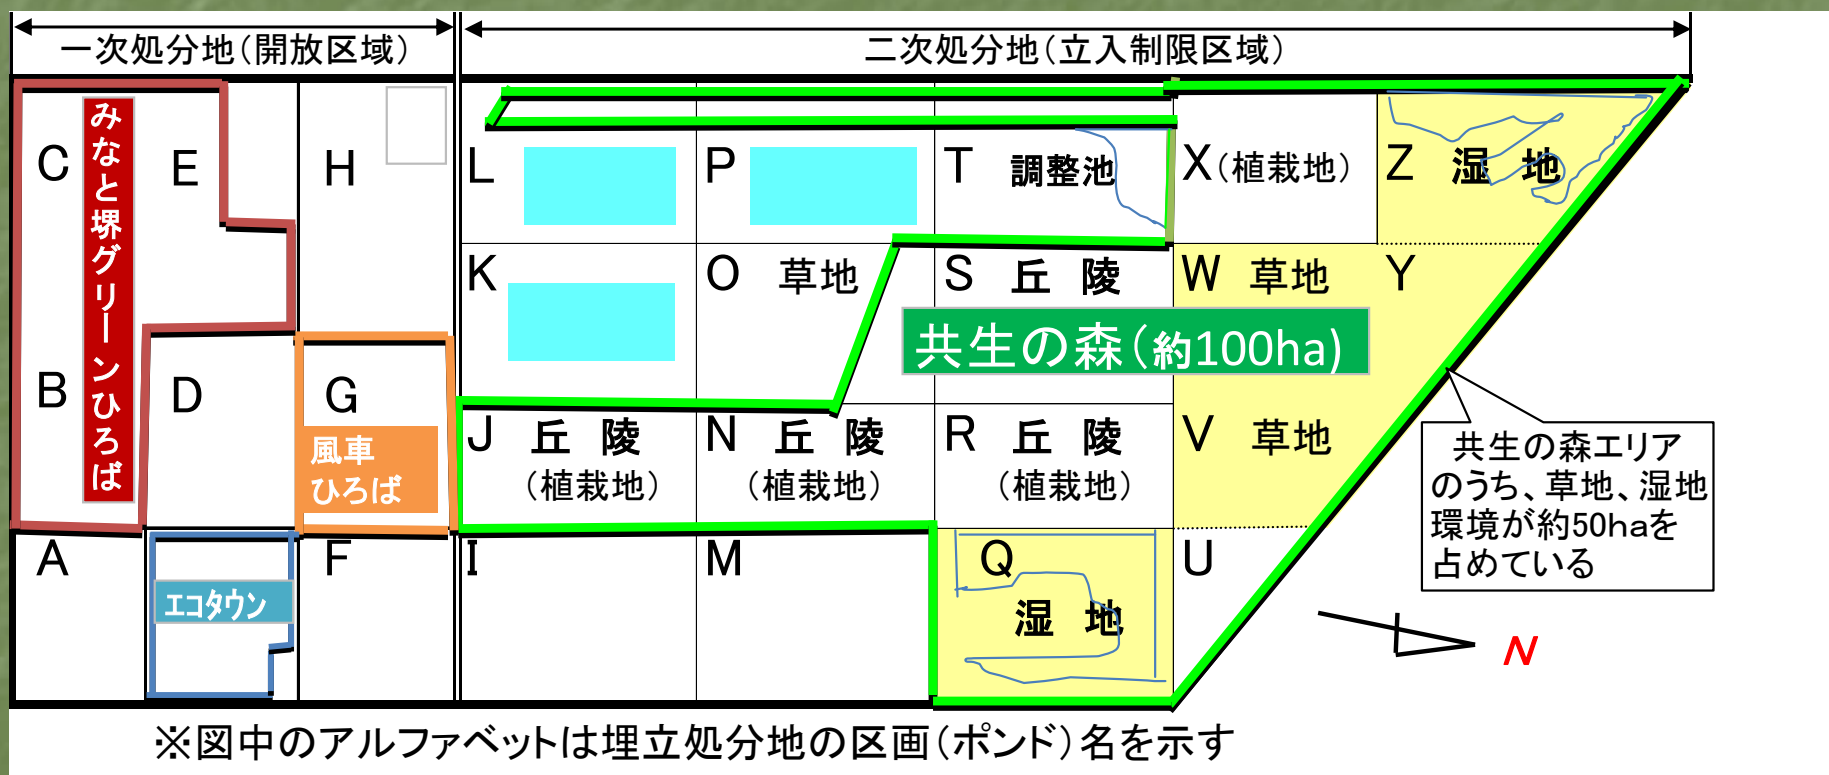 一次処分地（開放区域）
二次処分地（立入制限区域）
みなと堺グリーンひろば
C
E
H
L
P
T 調整池
X（植栽地）
Z 湿 地
K
O 草地
S 丘 陵
W 草地
Y
共生の森（約100ha)
B
D
G
風車
ひろば
J 丘 陵
（植栽地）
N 丘 陵
（植栽地）
R 丘 陵
（植栽地）
V 草地
共生の森エリア
のうち、草地、湿地
環境が約50haを
占めている
A
エコタウン
F
I
M
Q
湿 地
U
N
※図中のアルファベットは埋立処分地の区画（ポンド）名を示す